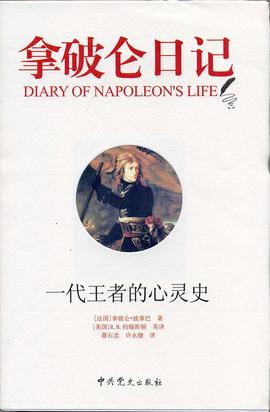 拿破仑日记
DIARY OF NAPOLEON'S LIFE
一代王者的心灵史
[法国]拿破仑·波拿巴 著
[美国]R.M.约翰斯顿 英译
萧石忠 许永健 译
中共党史出版社